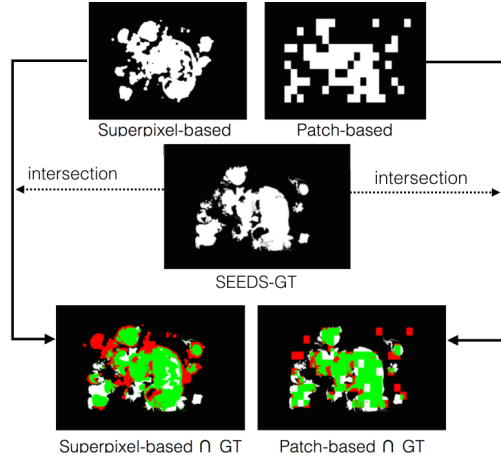 Superpixel-based
Patch-based
intersection
intersection
SEEDS-GT
Superpixel-based ∩ GT
Patch-based ∩ GT